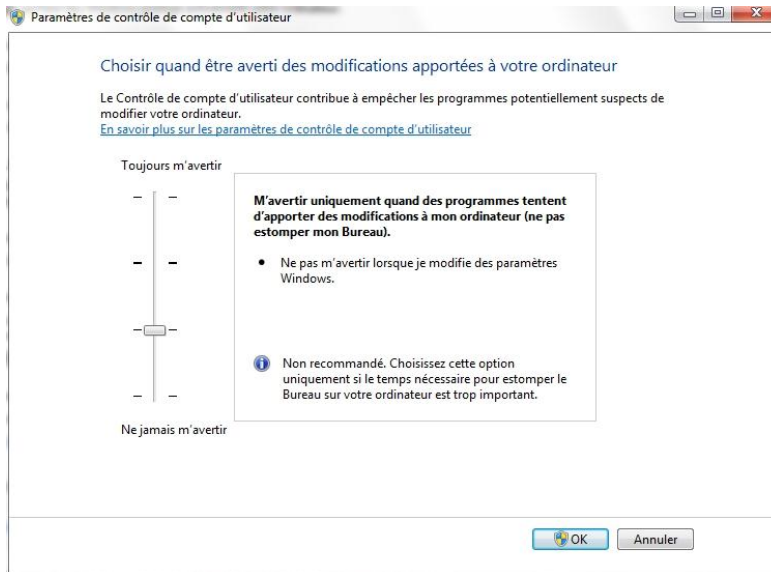 Paramètres de contrôle de compte d'utilisateur
Choisir quand être averti des modifications apportées à votre ordinateur
Le Contrôle de compte d'utilisateur contribue à empêcher les programmes potentiellement suspects de
modifier votre ordinateur.
En savoir plus sur les paramètres de contrôle de compte d'utilisateur
Toujours m'avertir
M'avertir uniquement quand des programmes tentent
d'apporter des modifications à mon ordinateur (ne pas
estomper mon Bureau).
• Ne pas m'avertir lorsque je modifie des paramètres
Windows.
Non recommandé. Choisissez cette option
uniquement si le temps nécessaire pour estomper le
Bureau sur votre ordinateur est trop important.
Ne jamais m'avertir
OK
Annuler